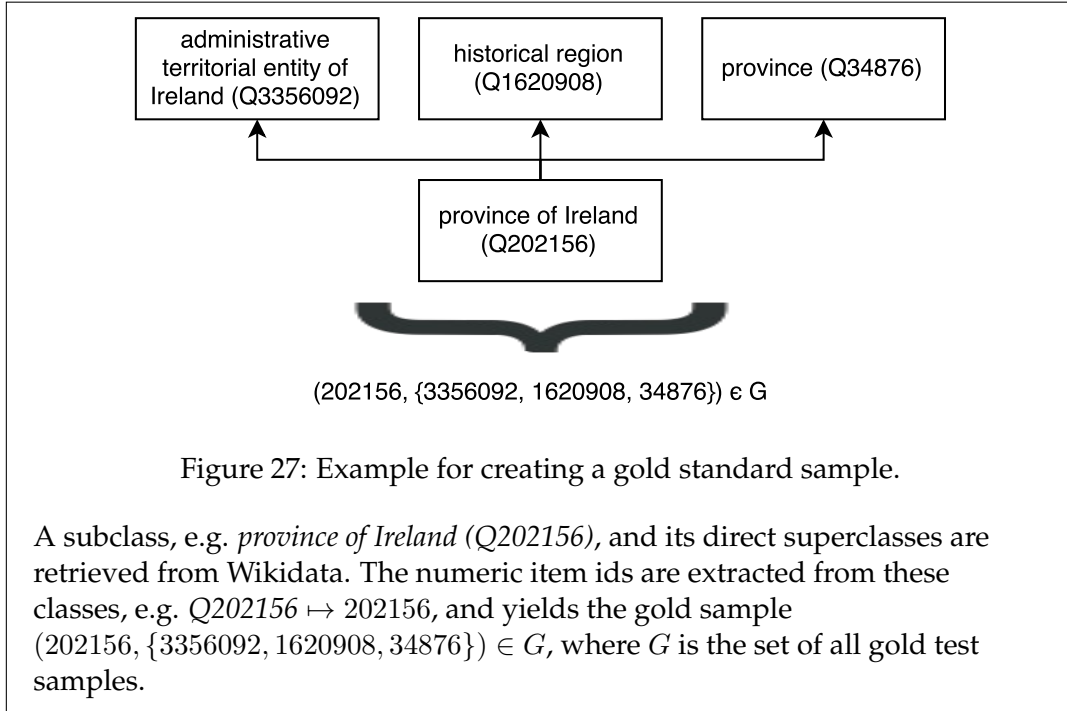 administrative
territorial entity of
Ireland (Q3356092)
historical region
(Q1620908)
province (Q34876)
province of Ireland
(Q202156)
(202156, {3356092, 1620908, 34876}) ϵ G
Figure 27: Example for creating a gold standard sample.
A subclass, e.g. province of Ireland (Q202156), and its direct superclasses are
retrieved from Wikidata. The numeric item ids are extracted from these
classes, e.g. Q202156 ↦ 202156, and yields the gold sample
(202156, {3356092, 1620908, 34876}) ∈ G, where G is the set of all gold test
samples.